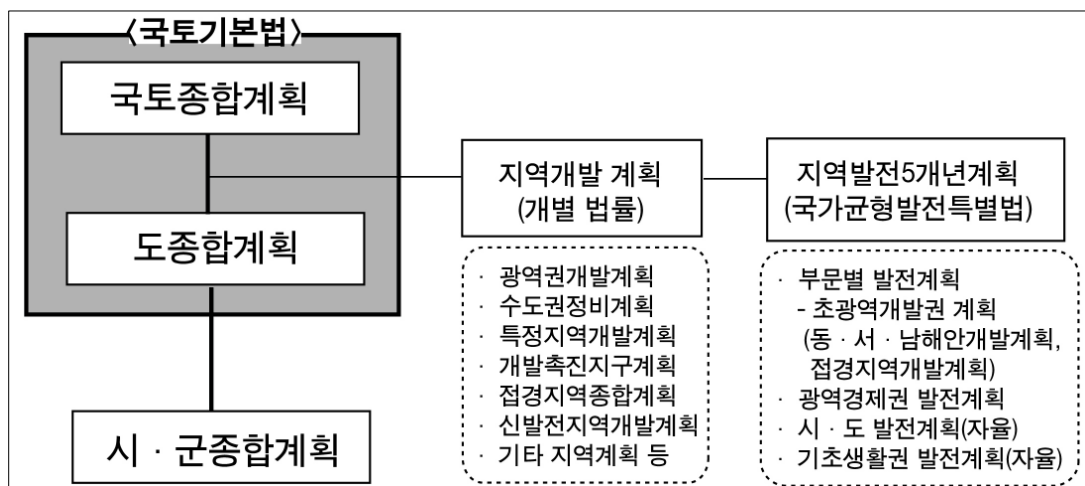 〈국토기본법〉
국토종합계획
도종합계획
시 · 군종합계획
지역개발 계획
(개별 법률)
· 광역권개발계획
· 수도권정비계획
· 특정지역개발계획
· 개발촉진지구계획
· 접경지역종합계획
· 신발전지역개발계획
· 기타 지역계획 등
지역발전5개년계획
(국가균형발전특별법)
· 부문별 발전계획
- 초광역개발권 계획
(동 · 서 · 남해안개발계획,
접경지역개발계획)
· 광역경제권 발전계획
· 시 · 도 발전계획(자율)
· 기초생활권 발전계획(자율)